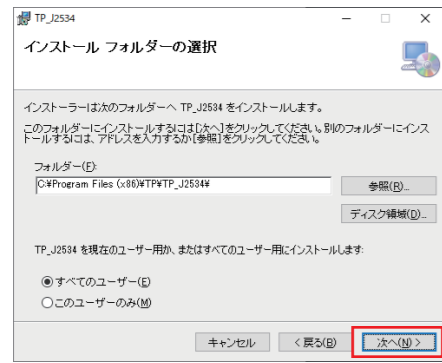 TP_J2534
インストール フォルダーの選択
インストーラーは次のフォルダーへ TP_J2534 をインストールします。
このフォルダーにインストールするには[次へ]をクリックしてください。別のフォルダーにインス
トールするには、アドレスを入力するか[参照]をクリックしてください。
フォルダー(F):
C:¥Program Files (x86)¥TP¥TP_J2534¥
参照(R)...
ディスク領域(D)...
TP_J2534 を現在のユーザー用か、またはすべてのユーザー用にインストールします:
すべてのユーザー(E)
このユーザーのみ(M)
キャンセル
< 戻る(B)
次へ(N) >